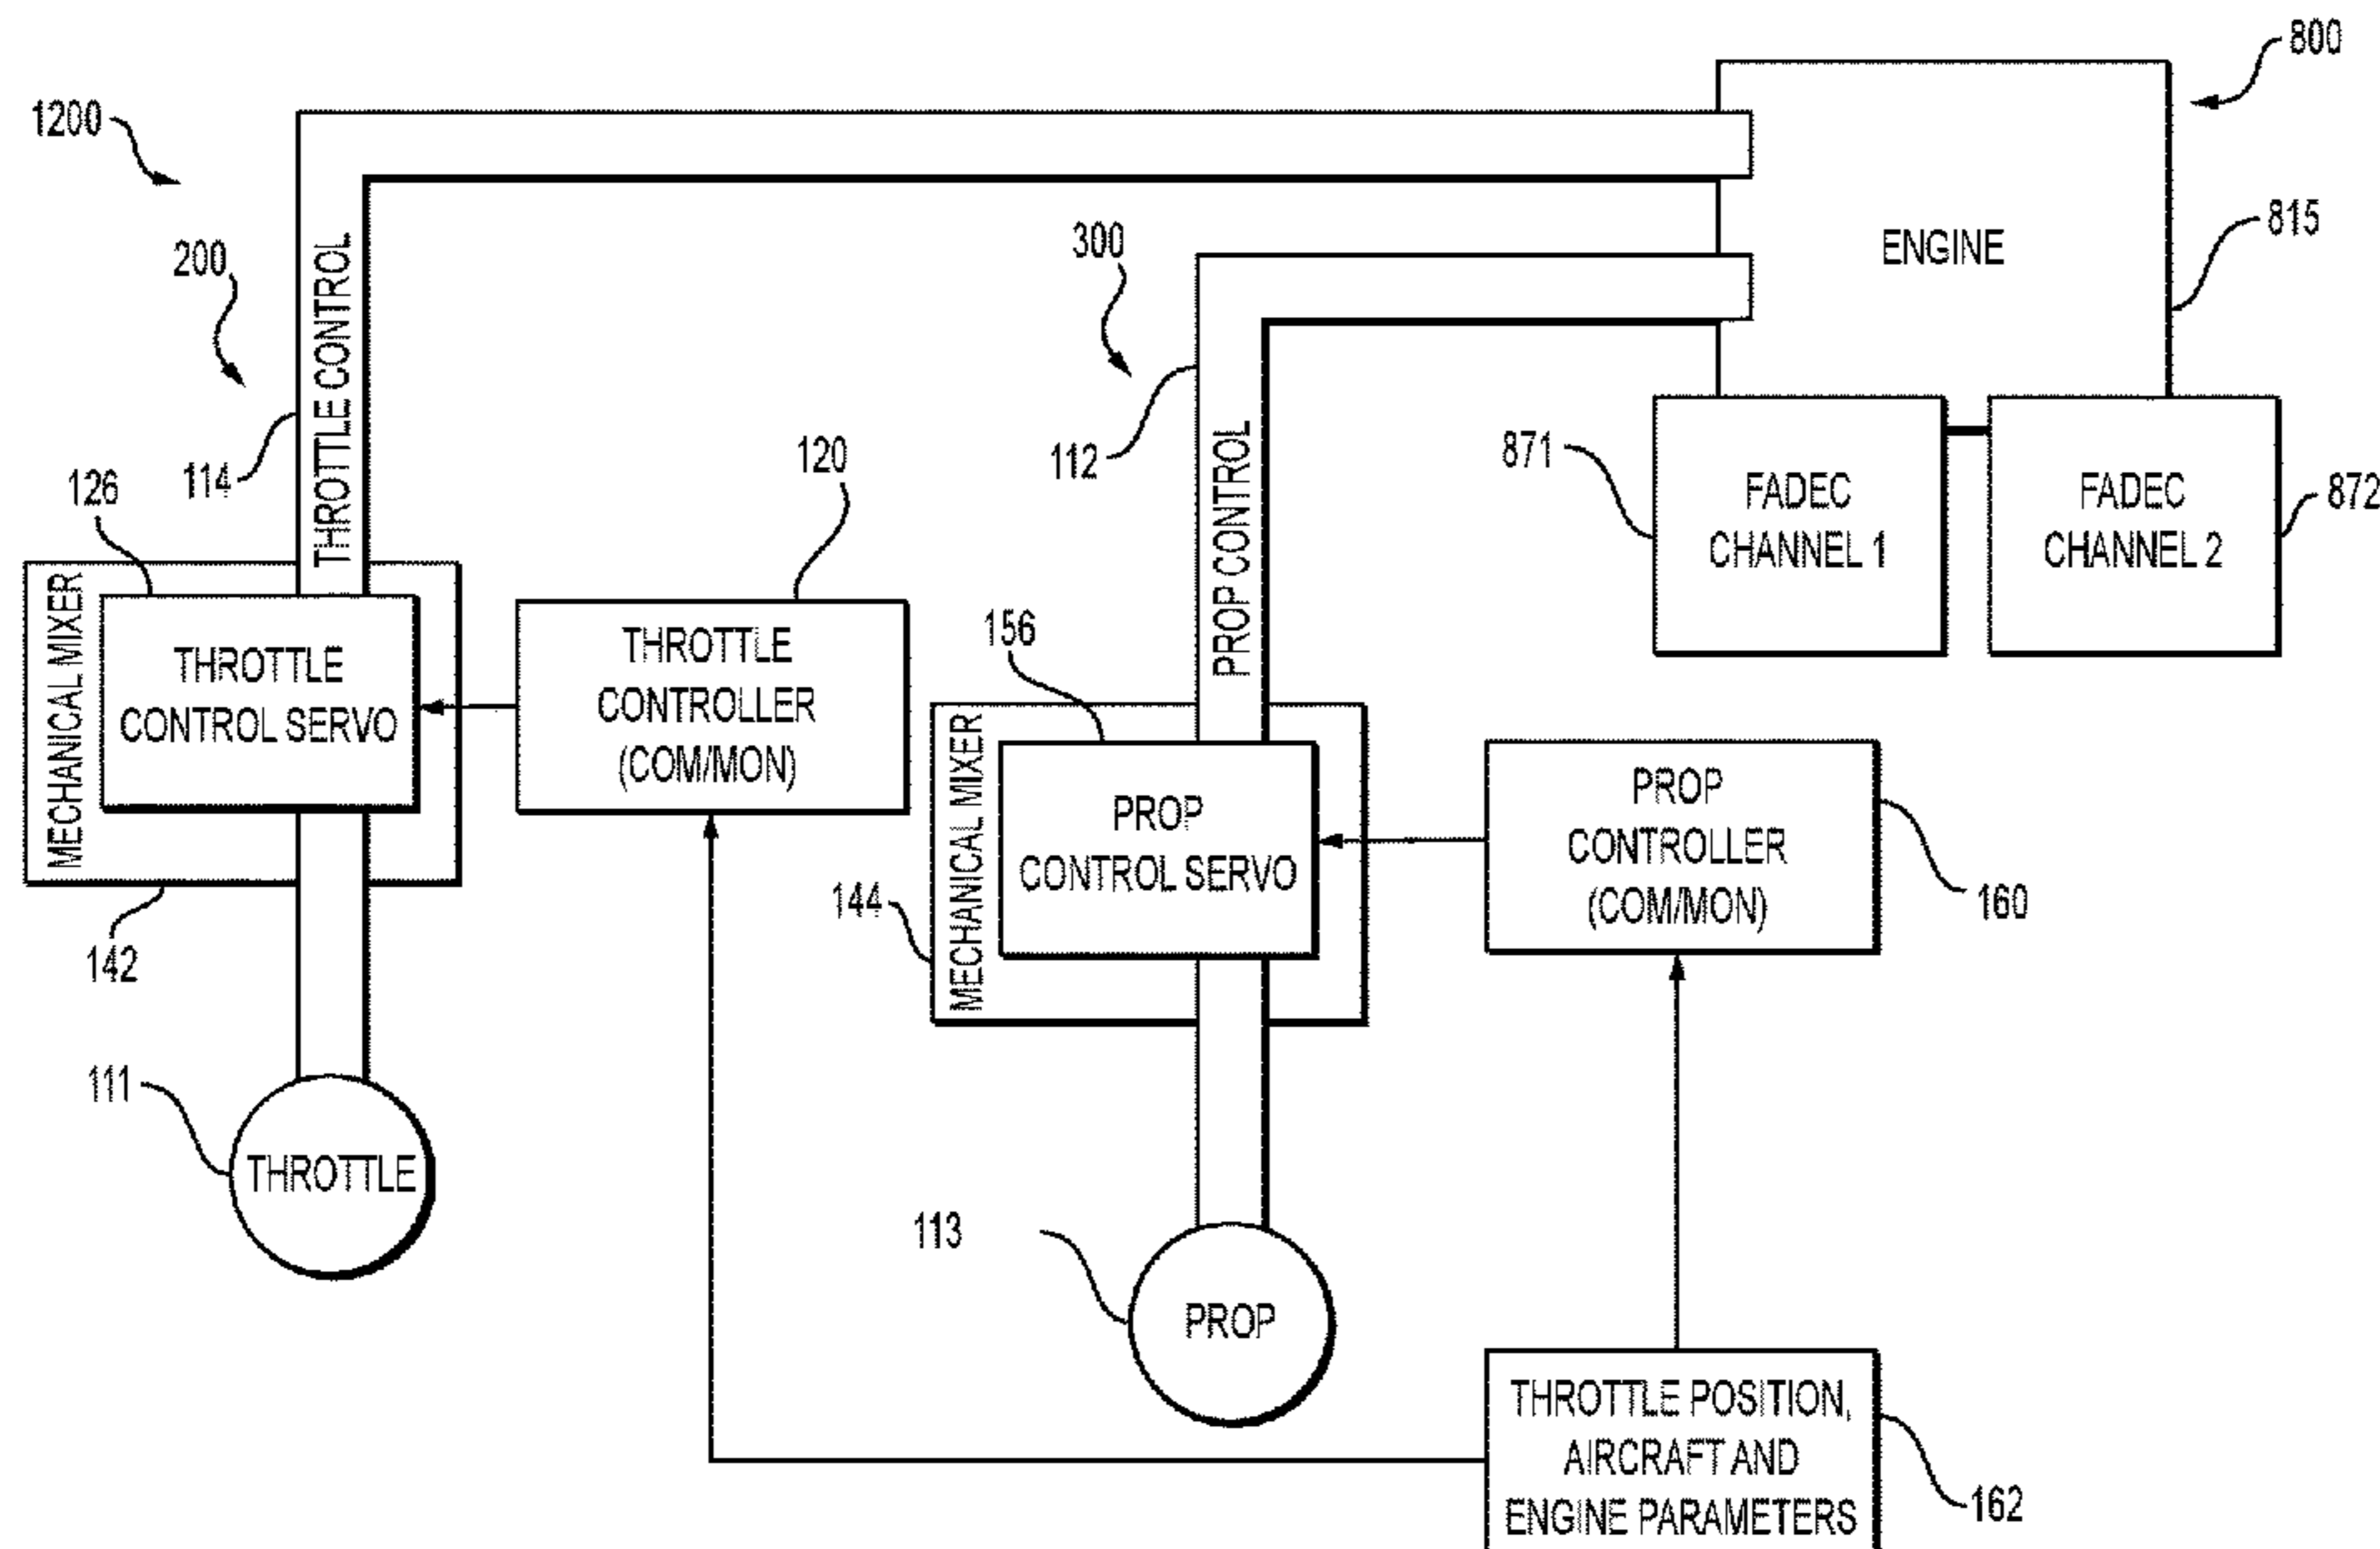 800
1200
815
200
300
ENGINE
THROTTLE CONTROL
114
126
120
112
PROP CONTROL
871
FADEC
CHANNEL 1
FADEC
CHANNEL 2
872
MECHANICAL MIXER
THROTTLE
CONTROL SERVO
THROTTLE
CONTROLLER
(COM/MON)
156
MECHANICAL MIXER
PROP
CONTROL SERVO
PROP
CONTROLLER
(COM/MON)
144
160
142
111
THROTTLE
113
PROP
THROTTLE POSITION,
AIRCRAFT AND
ENGINE PARAMETERS
162